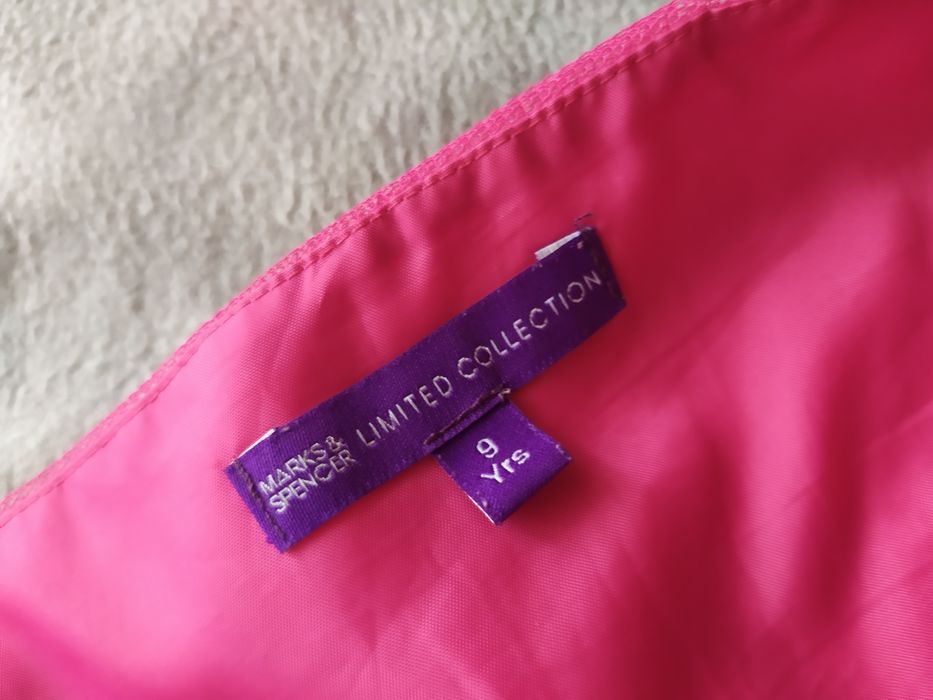 MARKS &
SPENCER
LIMITED COLLECTION
9
Yrs